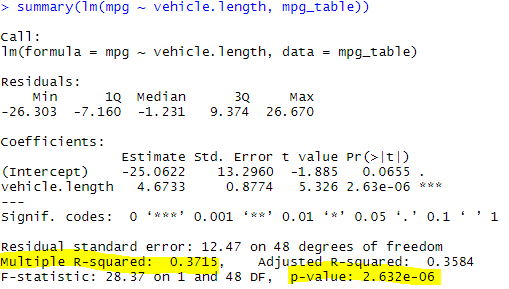 > summary(lm(mpg ~ vehicle.length, mpg_table))
Call:
lm(formula = mpg ~ vehicle.length, data = mpg_table)
Residuals:
    Min      1Q  Median      3Q     Max
-26.303  -7.160  -1.231   9.374  26.670
Coefficients:
               Estimate Std. Error t value Pr(>|t|)
(Intercept)    -25.0622    13.2960  -1.885   0.0655 .
vehicle.length   4.6733     0.8774   5.326 2.63e-06 ***
---
Signif. codes:  0 ‘***’ 0.001 ‘**’ 0.01 ‘*’ 0.05 ‘.’ 0.1 ‘ ’ 1
Residual standard error: 12.47 on 48 degrees of freedom
Multiple R-squared:  0.3715,    Adjusted R-squared:  0.3584
F-statistic: 28.37 on 1 and 48 DF,  p-value: 2.632e-06